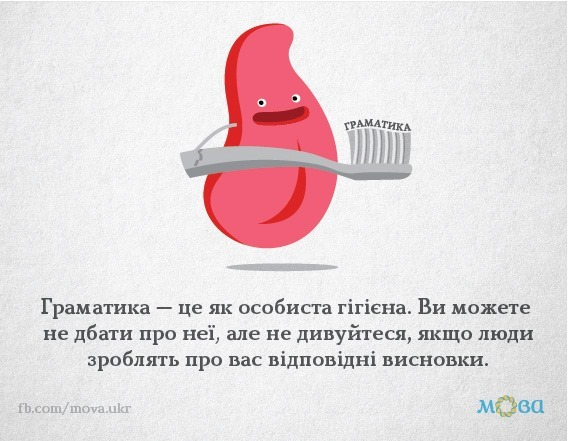 ГРАМАТИКА
Граматика — це як особиста гігієна. Ви можете
не дбати про неї, але не дивуйтеся, якщо люди
зроблять про вас відповідні висновки.
fb.com/mova.ukr
мова